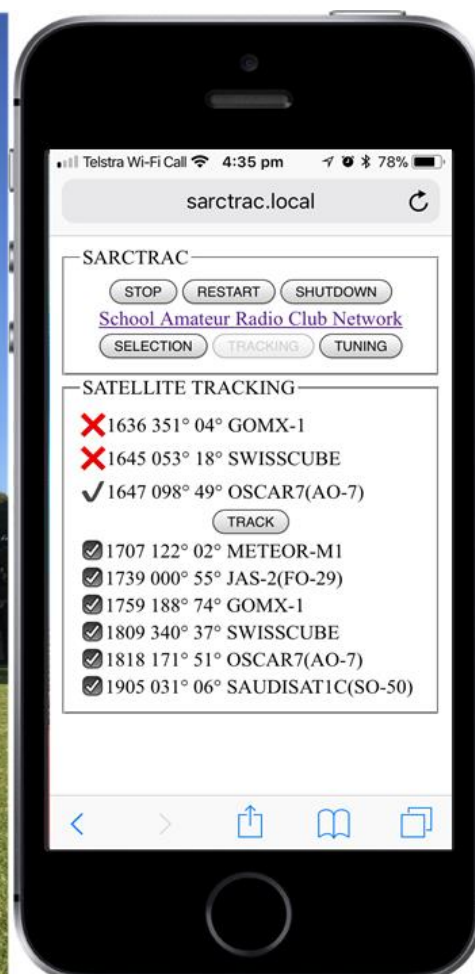 Telstra Wi-Fi Call 4:35 pm 78%
sarctrac.local
SARCTRAC
STOP RESTART SHUTDOWN
School Amateur Radio Club Network
SELECTION TRACKING TUNING
SATELLITE TRACKING
1636 351° 04° GOMX-1
1645 053° 18° SWISSCUBE
1647 098° 49° OSCAR7(AO-7)
TRACK
1707 122° 02° METEOR-M1
1739 000° 55° JAS-2(FO-29)
1759 188° 74° GOMX-1
1809 340° 37° SWISSCUBE
1818 171° 51° OSCAR7(AO-7)
1905 031° 06° SAUDISAT1C(SO-50)